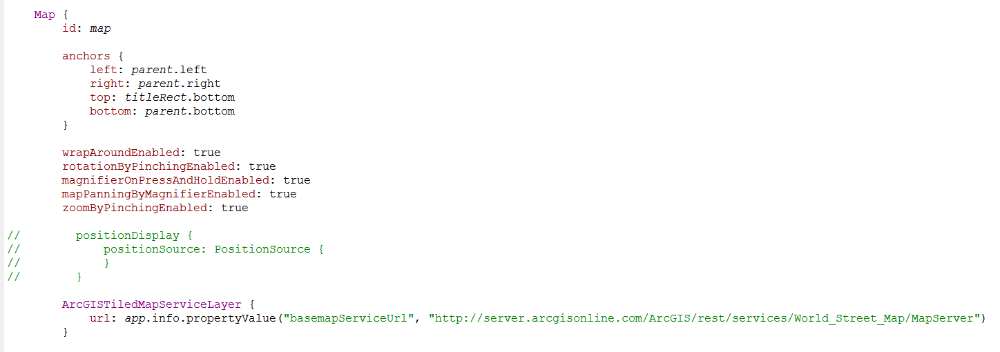 Map {
id: map
anchors {
left: parent.left
right: parent.right
top: titleRect.bottom
bottom: parent.bottom
}
wrapAroundEnabled: true
rotationByPinchingEnabled: true
magnifierOnPressAndHoldEnabled: true
mapPanningByMagnifierEnabled: true
zoomByPinchingEnabled: true
// positionDisplay {
// positionSource: PositionSource {
// }
// }
ArcGISTiledMapServiceLayer {
url: app.info.propertyValue("basemapServiceUrl", "http://server.arcgisonline.com/ArcGIS/rest/services/World_Street_Map/MapServer")
}